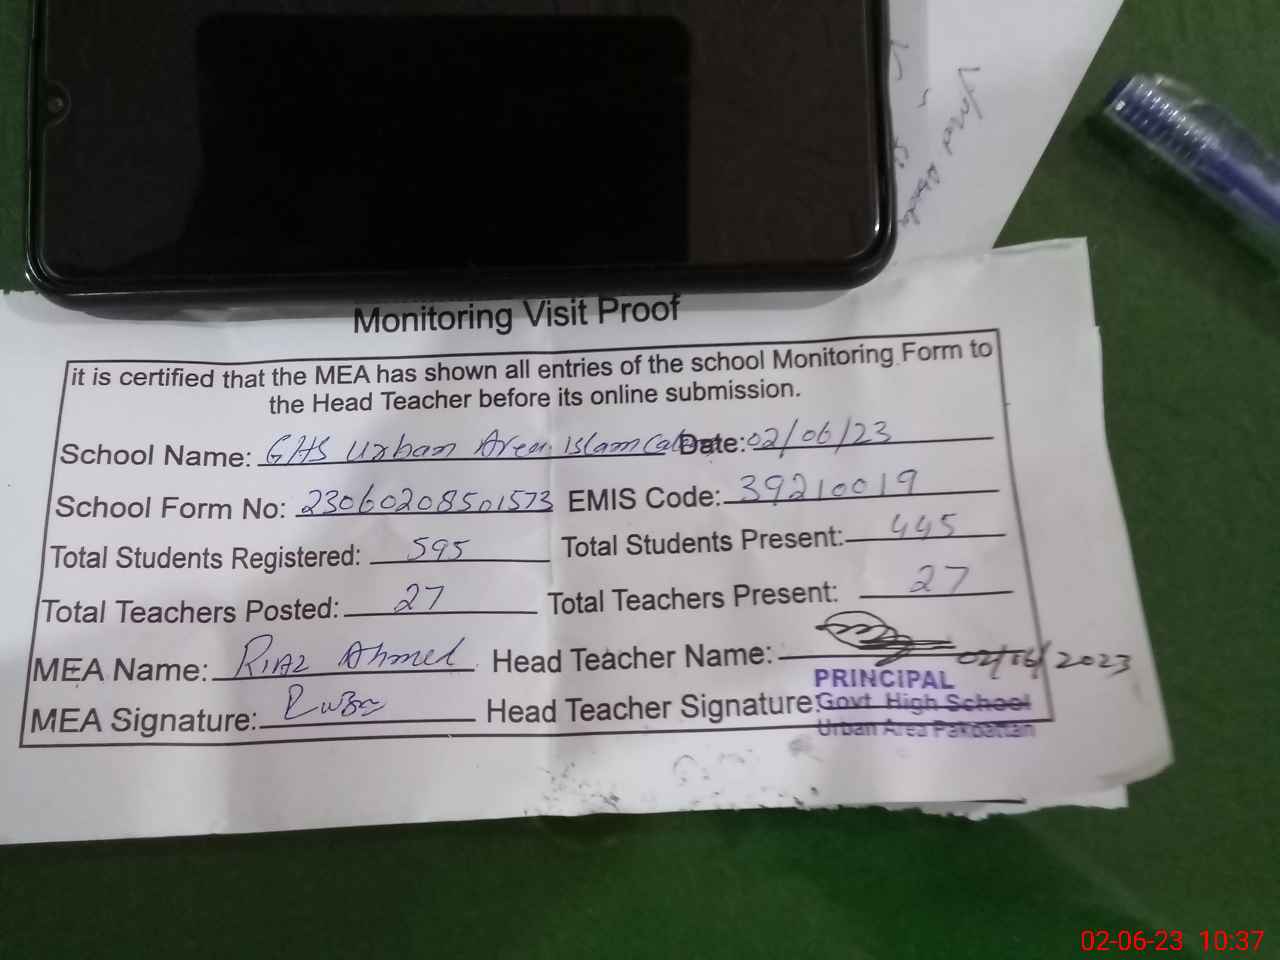 Monitoring Visit Proof
it is certified that the MEA has shown all entries of the school Monitoring Form to
the Head Teacher before its online submission.
School Name: GHS Urban Area Islam Date: 02/06/23
School Form No: 23060208501573 EMIS Code: 39210019
Total Students Registered: 595 Total Students Present: 445
Total Teachers Posted: 27 Total Teachers Present: 27
MEA Name: Riaz Ahmed Head Teacher Name: 02/06/2023
MEA Signature: Head Teacher Signature:
PRINCIPAL
Govt High School
Urban Area Pakpattan
02-06-23 10:37